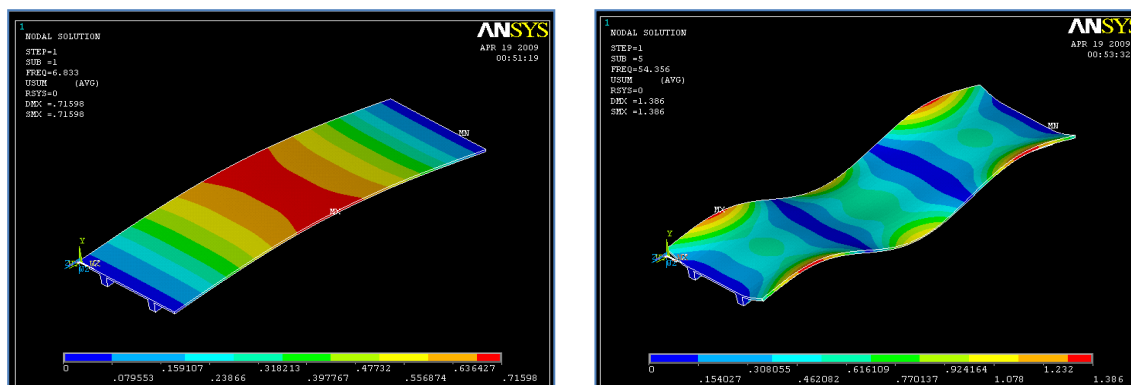 1
ANSYS
NODAL SOLUTION
APR 19 2009
00:51:19
STEP=1
SUB =1
FREQ=6.833
USUM (AVG)
RSYS=0
DMX =.71598
SMX =.71598
MN
MX
Y
0 .159107 .318213 .47732 .636427
.079553 .23866 .397767 .556874 .71598
1
ANSYS
NODAL SOLUTION
APR 19 2009
00:53:32
STEP=1
SUB =5
FREQ=54.356
USUM (AVG)
RSYS=0
DMX =1.386
SMX =1.386
MN
MX
0 .308055 .616109 .924164 1.232
.154027 .462082 .770137 1.078 1.386